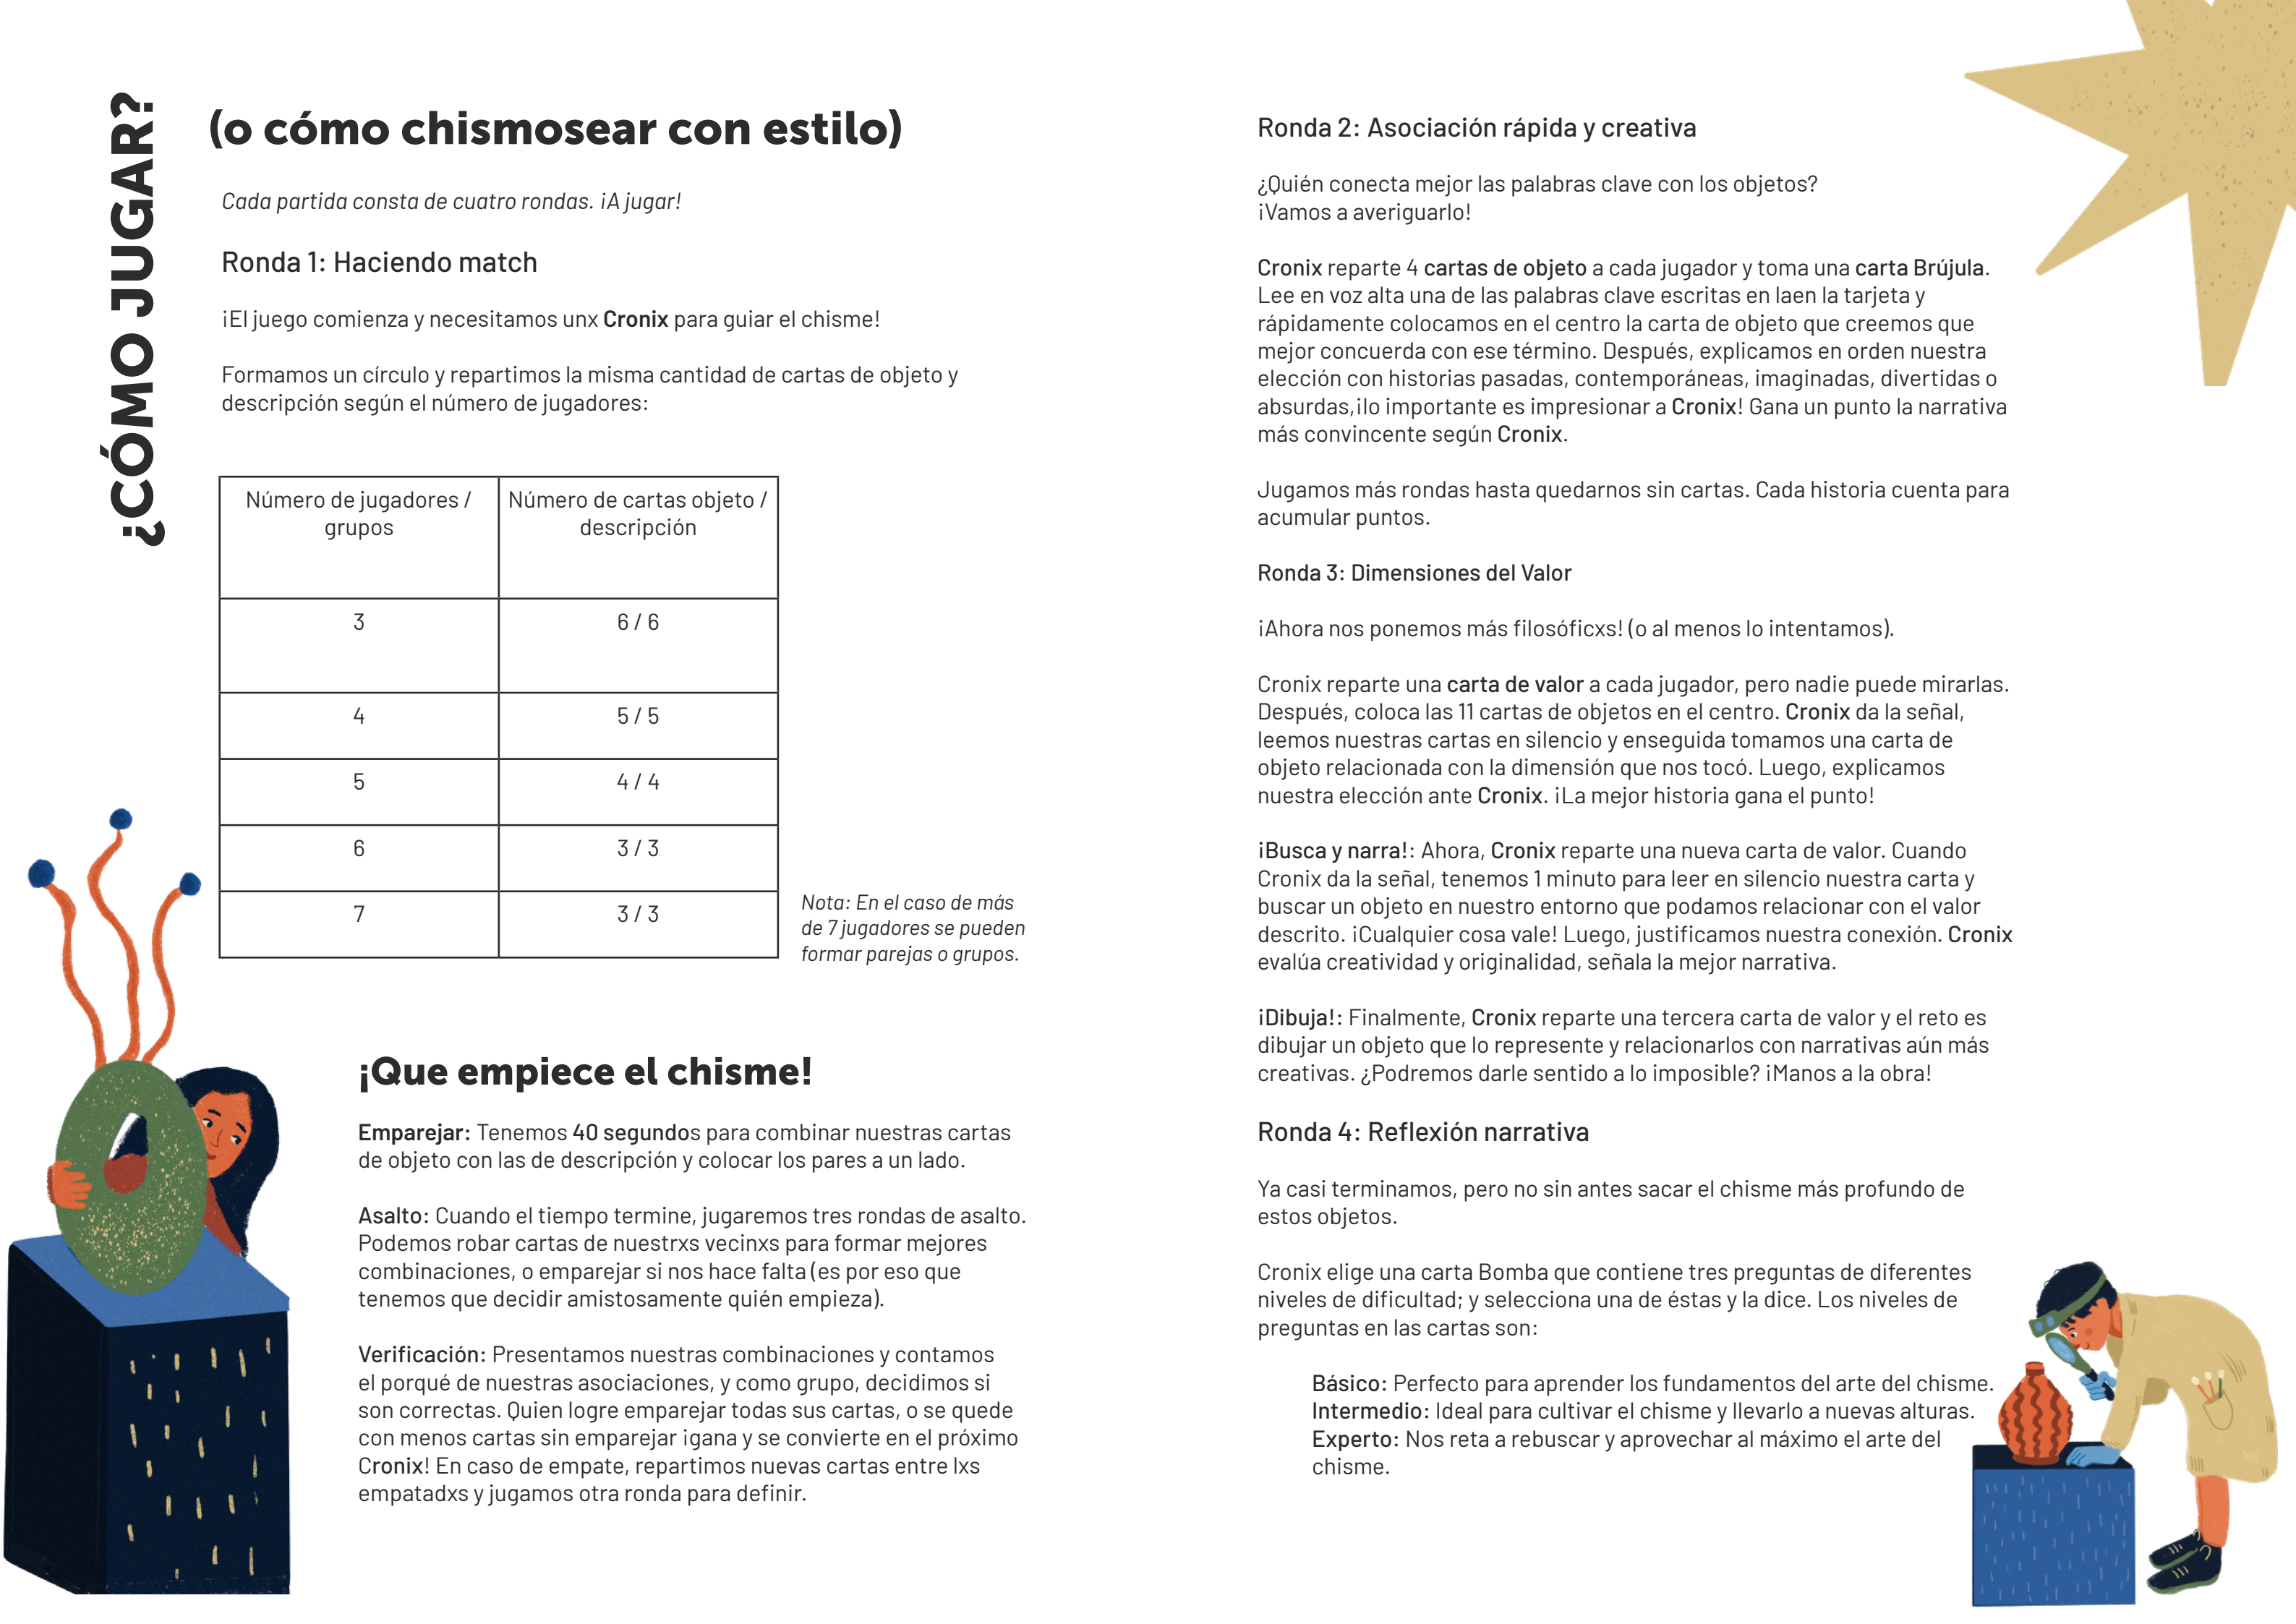 ¿CÓMO JUGAR?
(o cómo chismosear con estilo)
Cada partida consta de cuatro rondas. ¡A jugar!
Ronda 1: Haciendo match
¡El juego comienza y necesitamos unx Cronix para guiar el chisme!
Formamos un círculo y repartimos la misma cantidad de cartas de objeto y
descripción según el número de jugadores:
Número de jugadores /
grupos
Número de cartas objeto /
descripción
3
6 / 6
4
5 / 5
5
4 / 4
6
3 / 3
7
3 / 3
Nota: En el caso de más
de 7 jugadores se pueden
formar parejas o grupos.
¡Que empiece el chisme!
Emparejar: Tenemos 40 segundos para combinar nuestras cartas
de objeto con las de descripción y colocar los pares a un lado.
Asalto: Cuando el tiempo termine, jugaremos tres rondas de asalto.
Podemos robar cartas de nuestrxs vecinxs para formar mejores
combinaciones, o emparejar si nos hace falta (es por eso que
tenemos que decidir amistosamente quién empieza).
Verificación: Presentamos nuestras combinaciones y contamos
el porqué de nuestras asociaciones, y como grupo, decidimos si
son correctas. Quien logre emparejar todas sus cartas, o se quede
con menos cartas sin emparejar ¡gana y se convierte en el próximo
Cronix! En caso de empate, repartimos nuevas cartas entre lxs
empatadxs y jugamos otra ronda para definir.
Ronda 2: Asociación rápida y creativa
¿Quién conecta mejor las palabras clave con los objetos?
¡Vamos a averiguarlo!
Cronix reparte 4 cartas de objeto a cada jugador y toma una carta Brújula.
Lee en voz alta una de las palabras clave escritas en laen la tarjeta y
rápidamente colocamos en el centro la carta de objeto que creemos que
mejor concuerda con ese término. Después, explicamos en orden nuestra
elección con historias pasadas, contemporáneas, imaginadas, divertidas o
absurdas,¡lo importante es impresionar a Cronix! Gana un punto la narrativa
más convincente según Cronix.
Jugamos más rondas hasta quedarnos sin cartas. Cada historia cuenta para
acumular puntos.
Ronda 3: Dimensiones del Valor
¡Ahora nos ponemos más filosóficxs! (o al menos lo intentamos).
Cronix reparte una carta de valor a cada jugador, pero nadie puede mirarlas.
Después, coloca las 11 cartas de objetos en el centro. Cronix da la señal,
leemos nuestras cartas en silencio y enseguida tomamos una carta de
objeto relacionada con la dimensión que nos tocó. Luego, explicamos
nuestra elección ante Cronix. ¡La mejor historia gana el punto!
¡Busca y narra!: Ahora, Cronix reparte una nueva carta de valor. Cuando
Cronix da la señal, tenemos 1 minuto para leer en silencio nuestra carta y
buscar un objeto en nuestro entorno que podamos relacionar con el valor
descrito. ¡Cualquier cosa vale! Luego, justificamos nuestra conexión. Cronix
evalúa creatividad y originalidad, señala la mejor narrativa.
¡Dibuja!: Finalmente, Cronix reparte una tercera carta de valor y el reto es
dibujar un objeto que lo represente y relacionarlos con narrativas aún más
creativas. ¿Podremos darle sentido a lo imposible? ¡Manos a la obra!
Ronda 4: Reflexión narrativa
Ya casi terminamos, pero no sin antes sacar el chisme más profundo de
estos objetos.
Cronix elige una carta Bomba que contiene tres preguntas de diferentes
niveles de dificultad; y selecciona una de éstas y la dice. Los niveles de
preguntas en las cartas son:
Básico: Perfecto para aprender los fundamentos del arte del chisme.
Intermedio: Ideal para cultivar el chisme y llevarlo a nuevas alturas.
Experto: Nos reta a rebuscar y aprovechar al máximo el arte del
chisme.